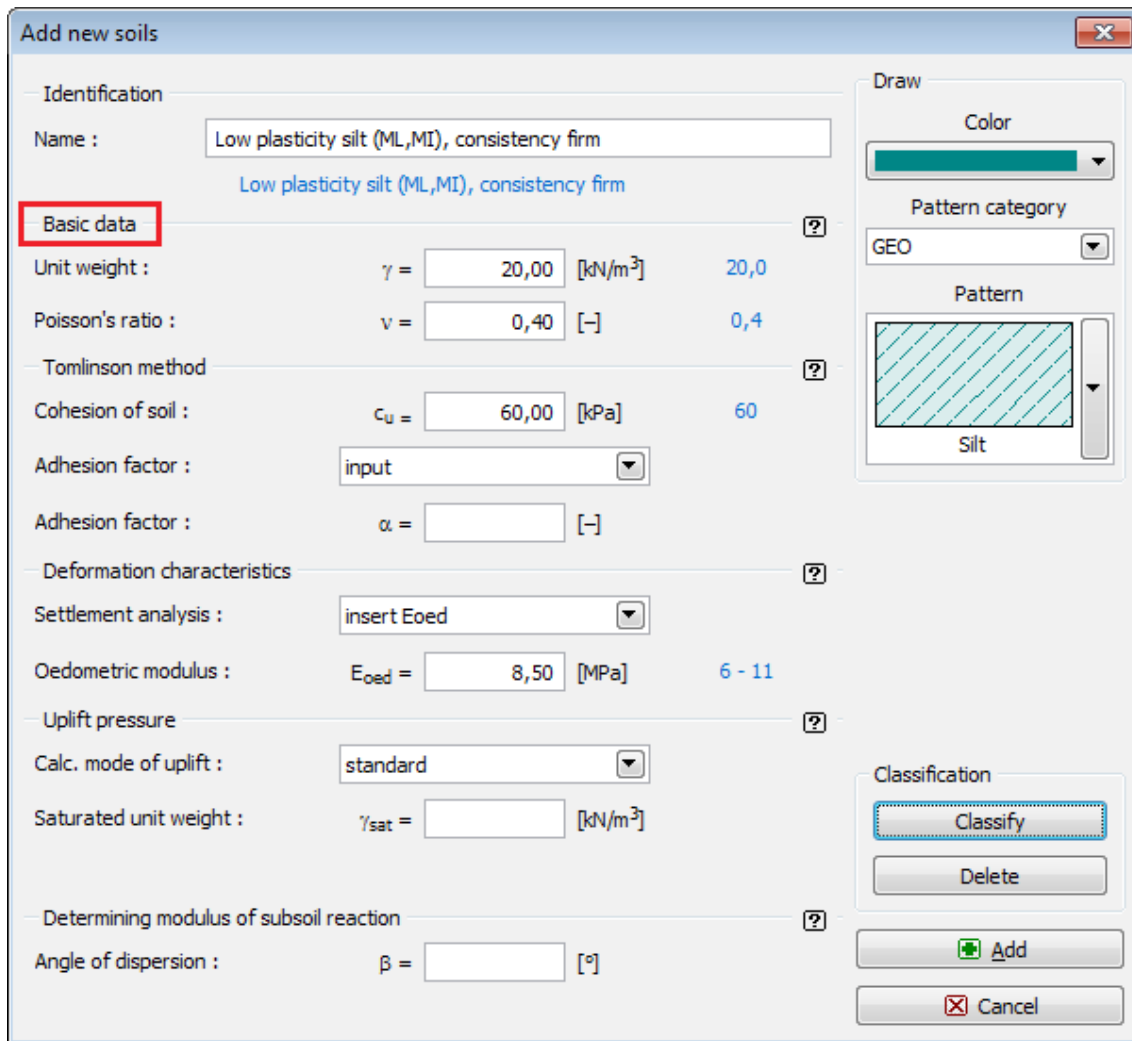 Add new soils
Identification
Name :
Low plasticity silt (ML,MI), consistency firm
Low plasticity silt (ML,MI), consistency firm
Basic data
[?]
Unit weight : γ = 20,00 [kN/m³] 20,0
Poisson's ratio : ν = 0,40 [–] 0,4
Tomlinson method
[?]
Cohesion of soil : cu = 60,00 [kPa] 60
Adhesion factor : input
Adhesion factor : α = [–]
Deformation characteristics
[?]
Settlement analysis : insert Eoed
Oedometric modulus : Eoed = 8,50 [MPa] 6 - 11
Uplift pressure
[?]
Calc. mode of uplift : standard
Saturated unit weight : γsat = [kN/m³]
Determining modulus of subsoil reaction
[?]
Angle of dispersion : β = [°]
Draw
Color
Pattern category
GEO
Pattern
Silt
Classification
Classify
Delete
Add
Cancel